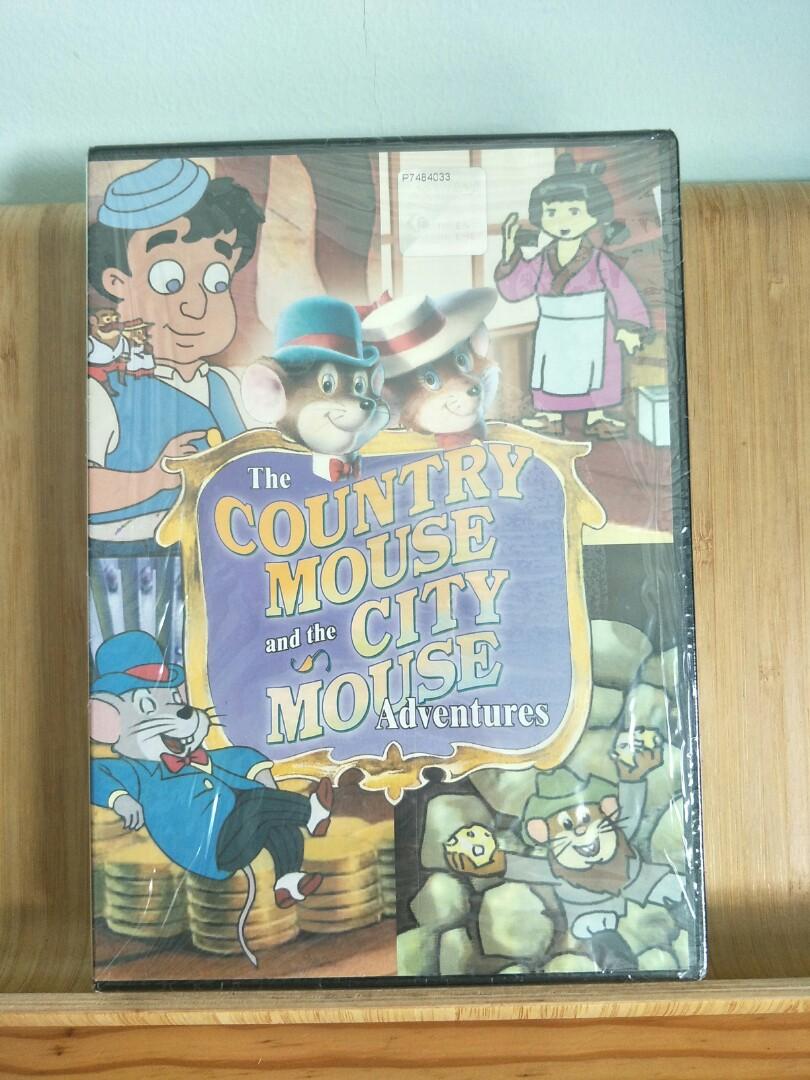 P7484033
The
COUNTRY
MOUSE
and the CITY
MOUSE
Adventures